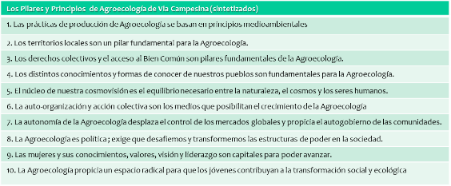 Los Pilares y Principios de Agroecología de Vía Campecina (sintetizados)
1. Las prácticas de producción de Agroecología se basan en principios medioambientales
2. Los territorios locales son un pilar fundamental para la Agroecología.
3. Los derechos colectivos y el acceso al Bien Común son pilares fundamentales de la Agroecología.
4. Los distintos conocimientos y formas de conocer de nuestros pueblos son fundamentales para la Agroecología.
5. El núcleo de nuestra cosmovisión es el equilibrio necesario entre la naturaleza, el cosmos y los seres humanos.
6. La auto-organización y acción colectiva son los medios que posibilitan el crecimiento de la Agroecología
7. La autonomía de la Agroecología desplaza el control de los mercados globales y propicia el autogobierno de las comunidades.
8. La Agroecología es política; exige que desafiemos y transformemos las estructuras de poder en la sociedad.
9. Las mujeres y sus conocimientos, valores, visión y liderazgo son capitales para poder avanzar.
10. La Agroecología propicia un espacio radical para que los jóvenes contribuyan a la transformación social y ecológica